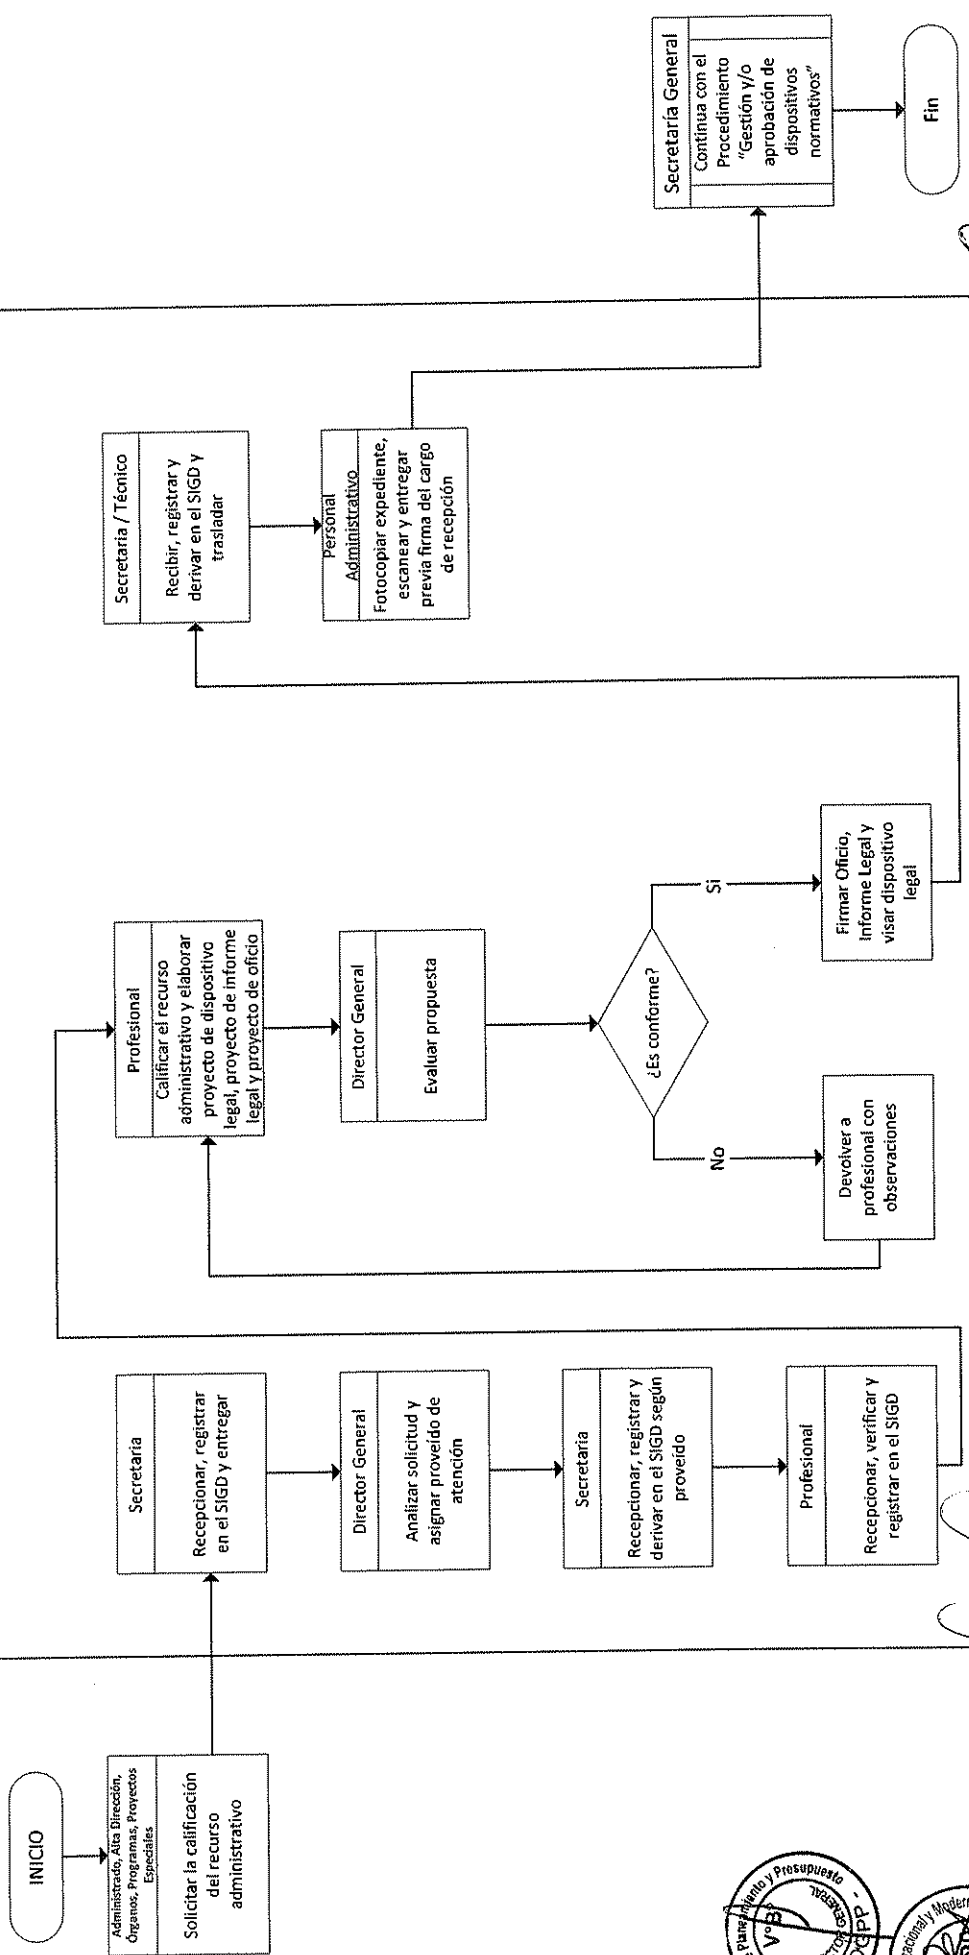 INICIO
Administrado, Alta Dirección,
Órganos, Programas, Proyectos
Especiales
Solicitar la calificación
del recurso
administrativo
Secretaria
Recepcionar, registrar
en el SIGD y entregar
Director General
Analizar solicitud y
asignar proveído de
atención
Secretaria
Recepcionar, registrar y
derivar en el SIGD según
proveído
Profesional
Recepcionar, verificar y
registrar en el SIGD
Profesional
Calificar el recurso
administrativo y elaborar
proyecto de dispositivo
legal, proyecto de informe
legal y proyecto de oficio
Director General
Evaluar propuesta
¿Es conforme?
No
Si
Devolver a
profesional con
observaciones
Firmar Oficio,
Informe Legal y
visar dispositivo
legal
Secretaria / Técnico
Recibir, registrar y
derivar en el SIGD y
trasladar
Personal
Administrativo
Fotocopiar expediente,
escanear y entregar
previa firma del cargo
de recepción
Secretaría General
Continua con el
Procedimiento
"Gestión y/o
aprobación de
dispositivos
normativos"
Fin
Planeamiento y Presupuesto
V°B°
GENERAL